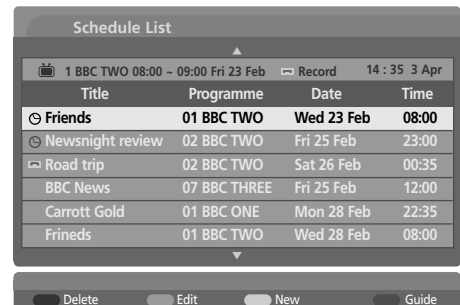 Schedule List
1 BBC TWO 08:00 ~ 09:00 Fri 23 Feb Record 14 : 35 3 Apr
Title Programme Date Time
Friends 01 BBC TWO Wed 23 Feb 08:00
Newsnight review 02 BBC TWO Fri 25 Feb 23:00
Road trip 02 BBC TWO Sat 26 Feb 00:35
BBC News 07 BBC THREE Fri 25 Feb 12:00
Carrott Gold 01 BBC ONE Mon 28 Feb 22:35
Frineds 01 BBC TWO Wed 28 Feb 08:00
Delete Edit New Guide